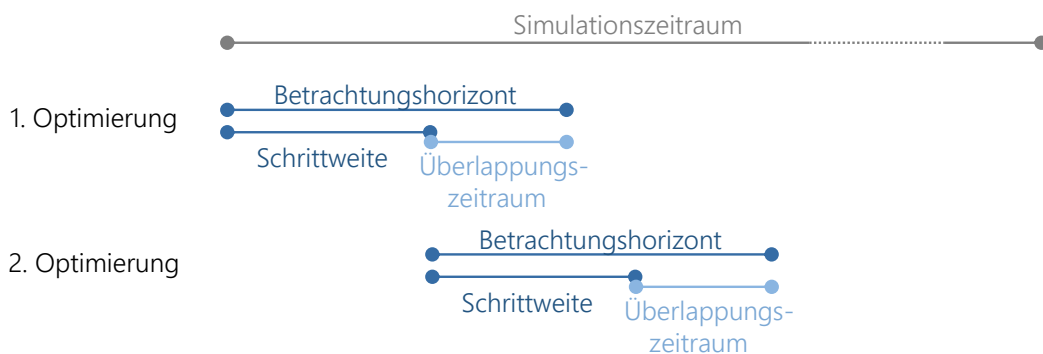 Simulationszeitraum
Betrachtungshorizont
1. Optimierung
Schrittweite
Überlappungs-
zeitraum
Betrachtungshorizont
2. Optimierung
Schrittweite
Überlappungs-
zeitraum